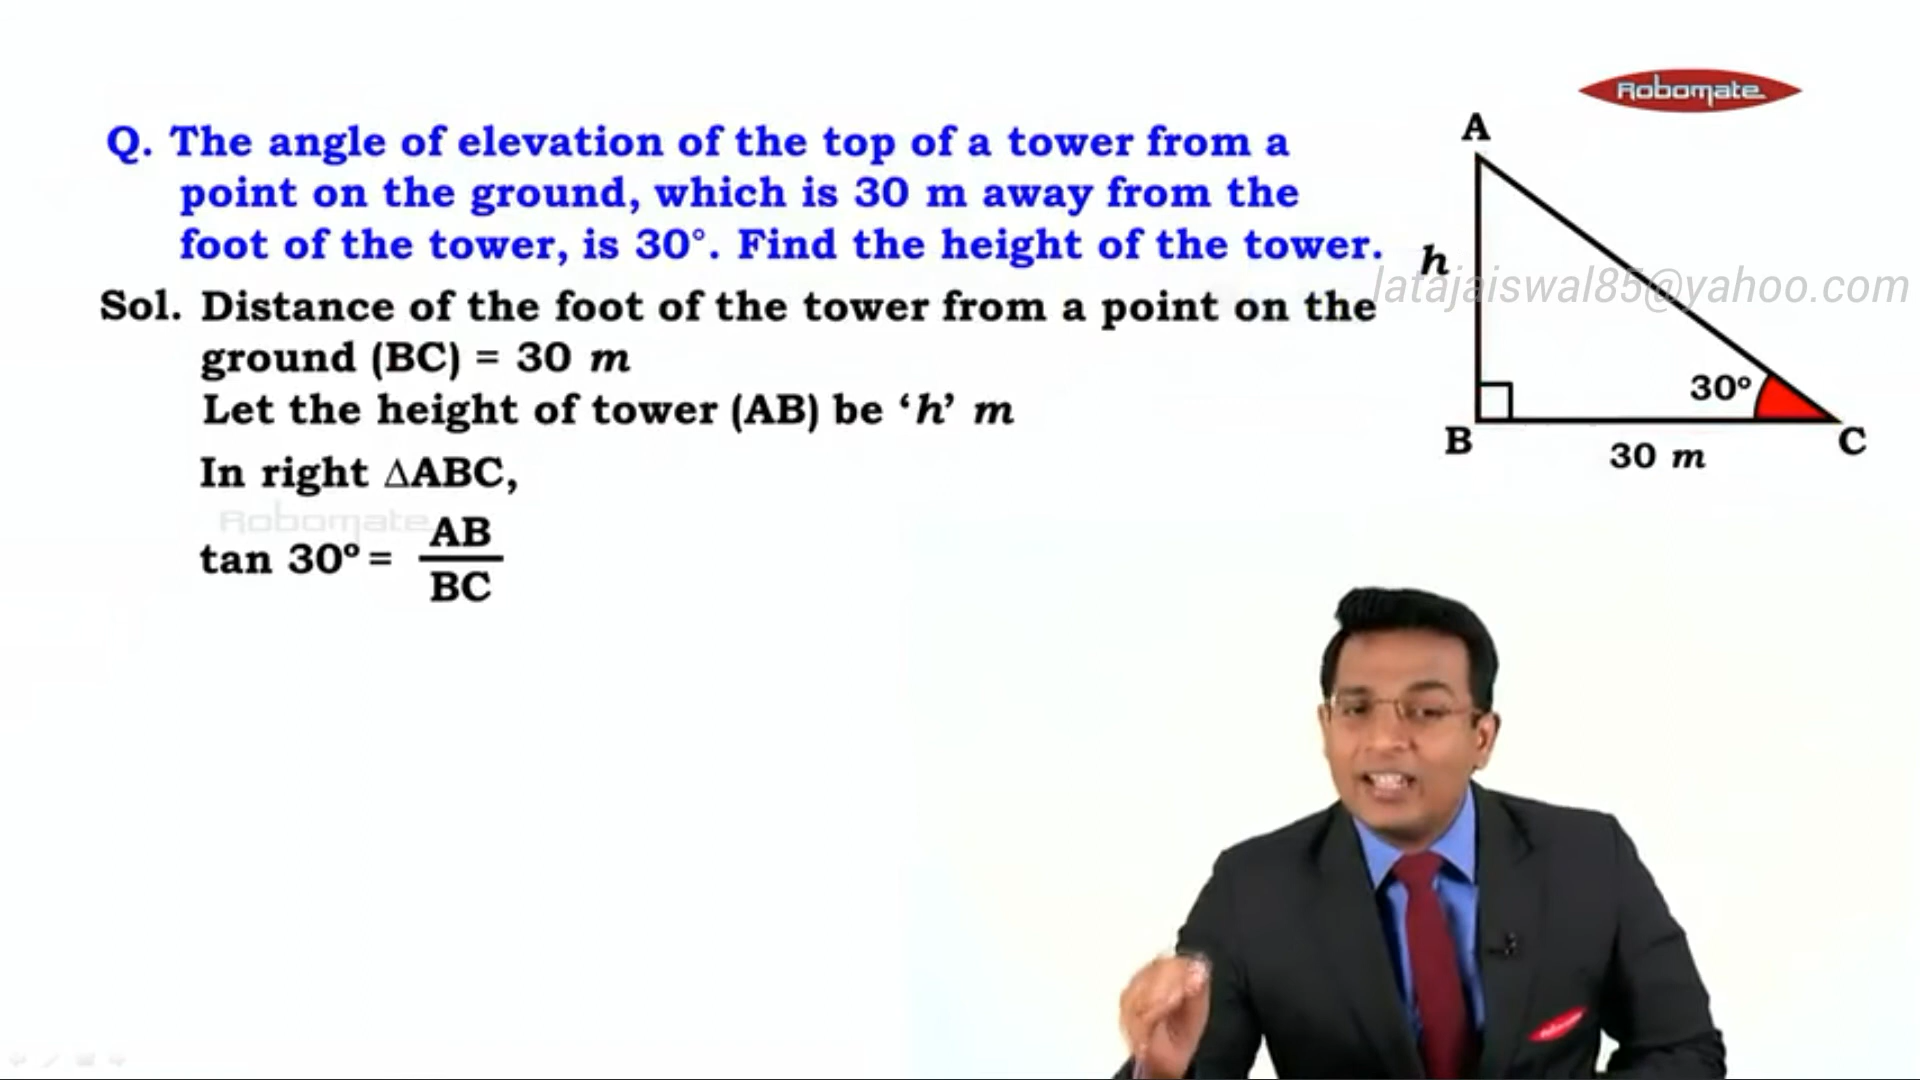 Robomate
Q. The angle of elevation of the top of a tower from a
point on the ground, which is 30 m away from the
foot of the tower, is 30°. Find the height of the tower.
Sol. Distance of the foot of the tower from a point on the
ground (BC) = 30 m
Let the height of tower (AB) be ‘h’ m
In right ∆ABC,
Robomate
tan 30º = AB
BC
A
h
latajaiswal85@yahoo.com
30º
B
30 m
C